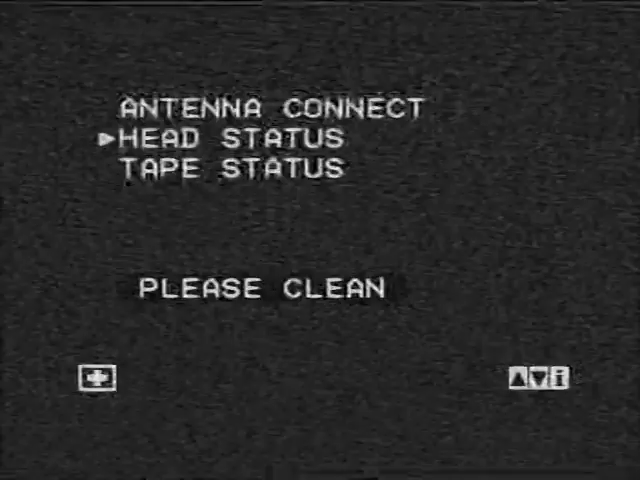 ANTENNA CONNECT
HEAD STATUS
TAPE STATUS
PLEASE CLEAN
i